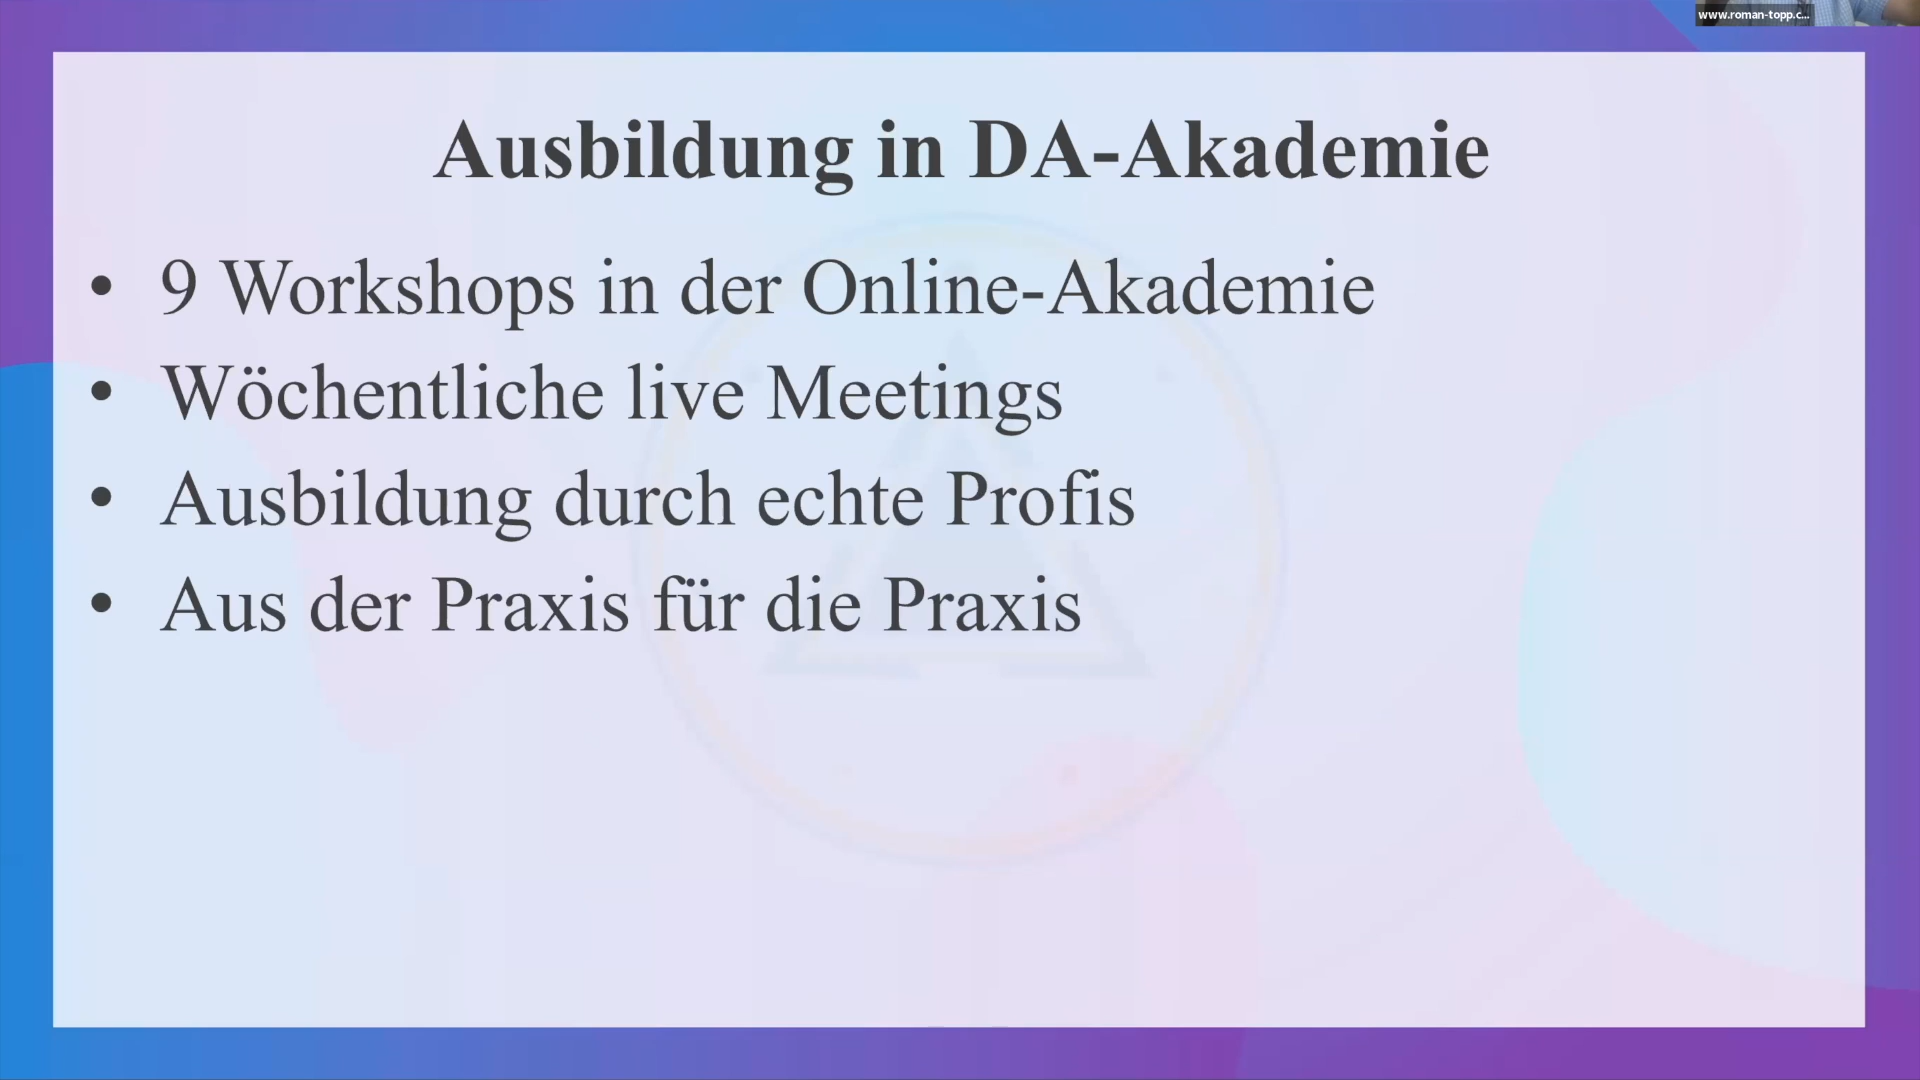 www.roman-topp.c...
Ausbildung in DA-Akademie
• 9 Workshops in der Online-Akademie
• Wöchentliche live Meetings
• Ausbildung durch echte Profis
• Aus der Praxis für die Praxis